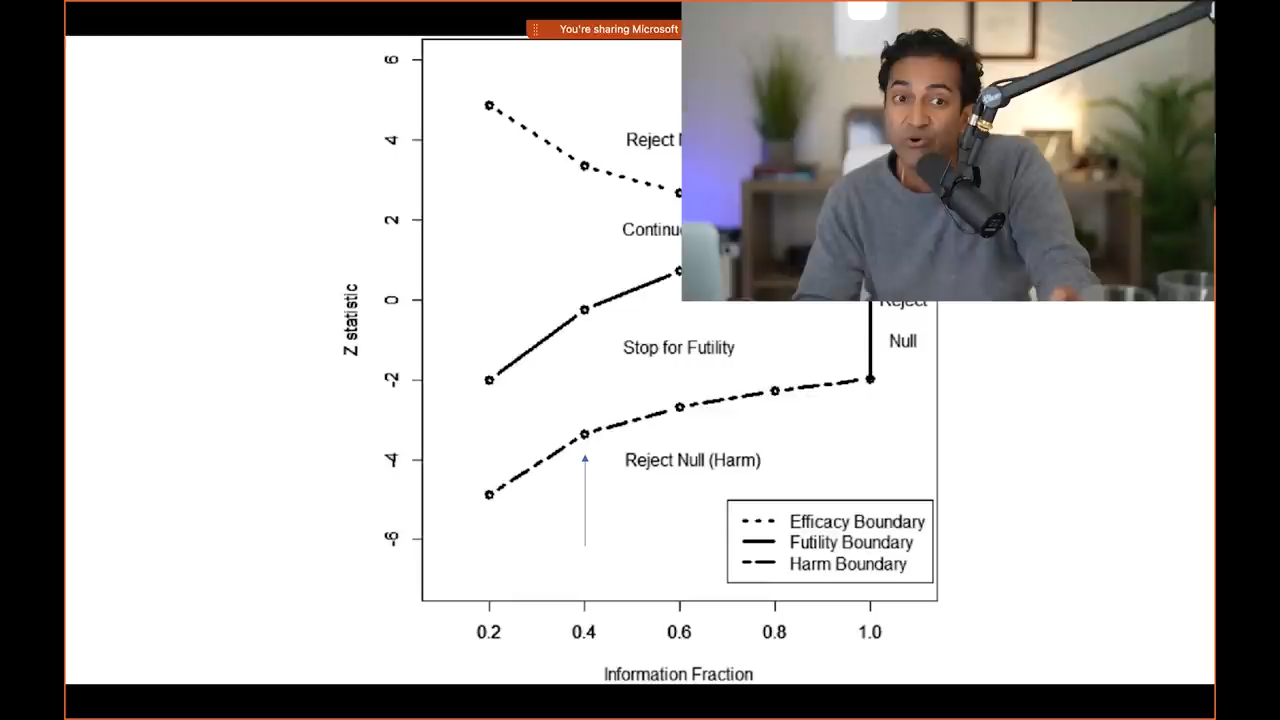 You're sharing Microsoft
6
4
2
0
-2
-4
-6
Z statistic
Reject
Stop for Futility
Reject
Null
Reject Null (Harm)
Efficacy Boundary
Futility Boundary
Harm Boundary
0.2 0.4 0.6 0.8 1.0
Information Fraction